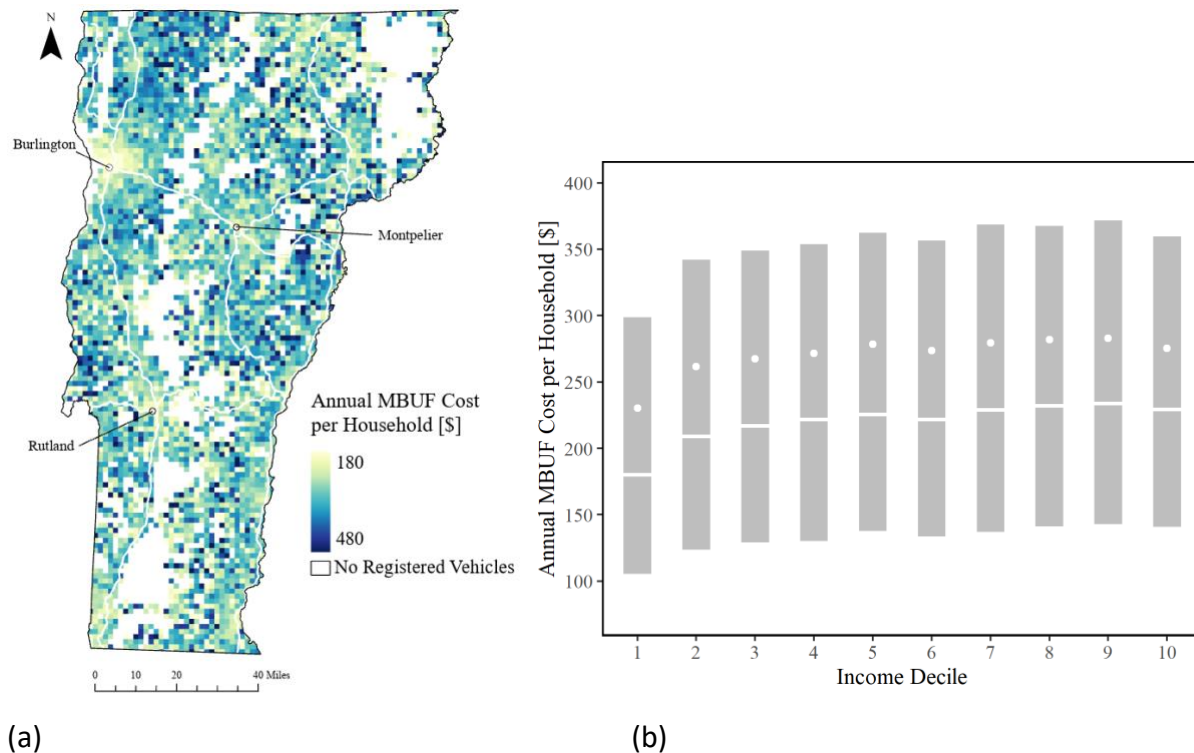 N
Burlington
Montpelier
Rutland
Annual MBUF Cost
per Household [$]
180
480
No Registered Vehicles
0 10 20 40 Miles
(a)
Annual MBUF Cost per Household [$]
400
350
300
250
200
150
100
1 2 3 4 5 6 7 8 9 10
Income Decile
(b)